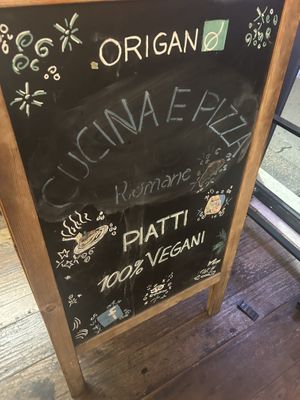 ORIGANO
CUCINA E PIZZA
Romane
PIATTI
100% VEGANI